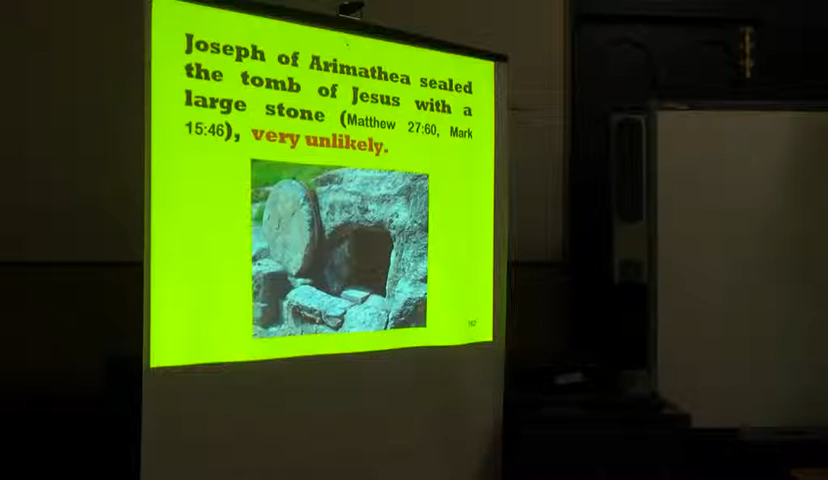 Joseph of Arimathea sealed
the tomb of Jesus with a
large stone (Matthew 27:60, Mark
15:46), very unlikely.